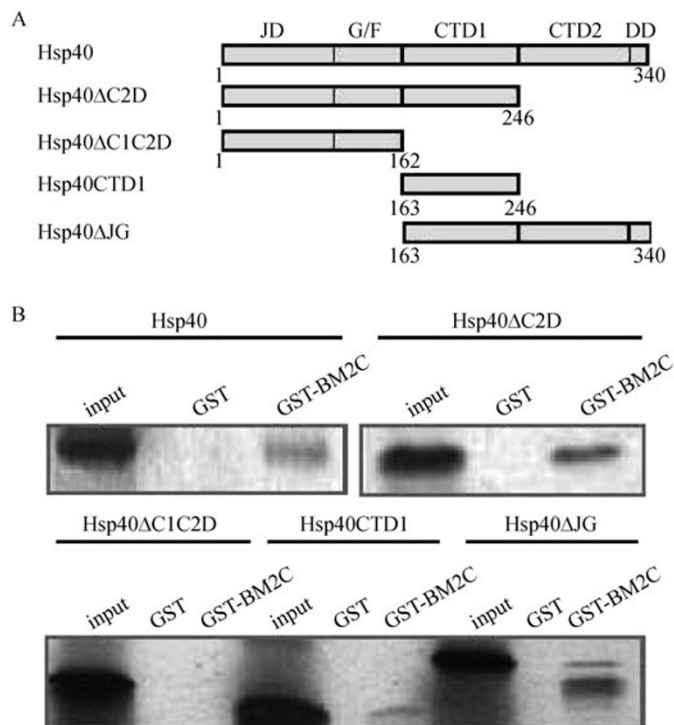 A
JD G/F CTD1 CTD2 DD
Hsp40
1 340
Hsp40ΔC2D
1 246
Hsp40ΔC1C2D
1 162
Hsp40CTD1
163 246
Hsp40ΔJG
163 340
B
Hsp40 Hsp40ΔC2D
input GST GST-BM2C input GST GST-BM2C
Hsp40ΔC1C2D Hsp40CTD1 Hsp40ΔJG
input GST GST-BM2C input GST GST-BM2C input GST GST-BM2C